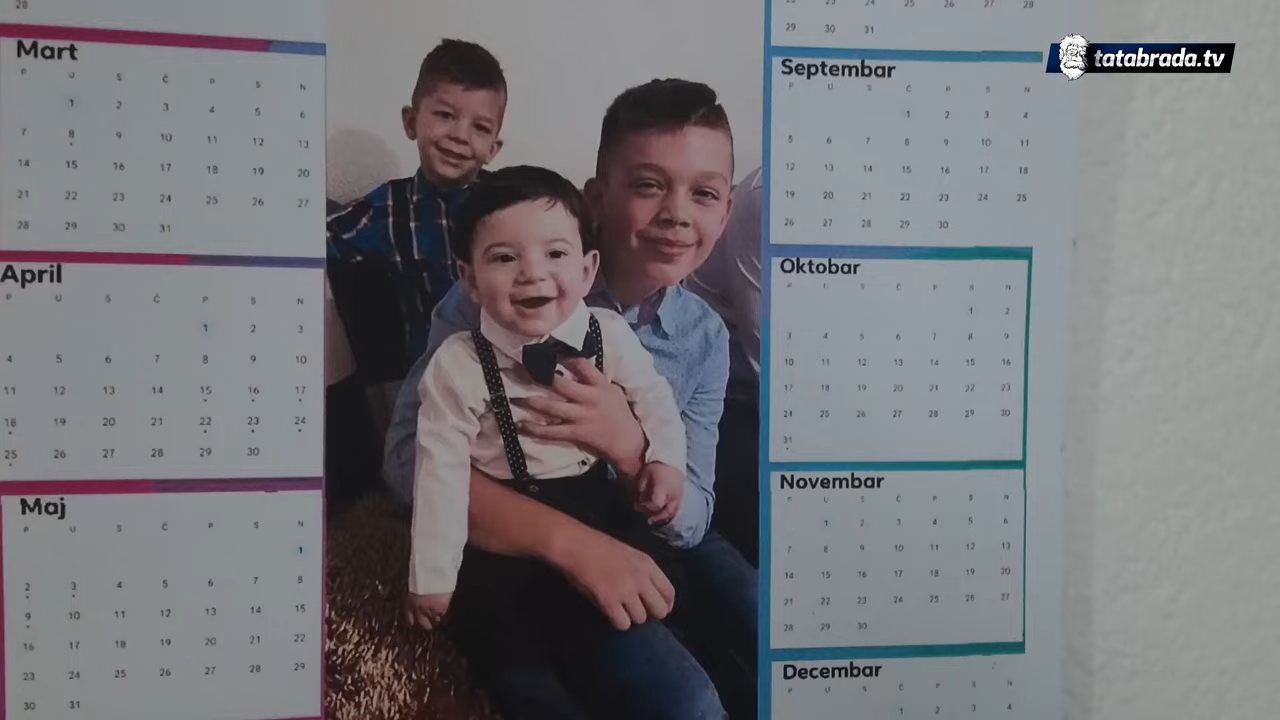 28
Mart
P U S Č P S N
1 2 3 4 5 6
7 8 9 10 11 12 13
14 15 16 17 18 19 20
21 22 23 24 25 26 27
28 29 30 31
April
P U S Č P S N
1 2 3
4 5 6 7 8 9 10
11 12 13 14 15 16 17
18 19 20 21 22 23 24
25 26 27 28 29 30
Maj
P U S Č P S N
1
2 3 4 5 6 7 8
9 10 11 12 13 14 15
16 17 18 19 20 21 22
23 24 25 26 27 28 29
30 31
22 23 24 25 26 27 28
29 30 31
Septembar
P U S Č P S N
1 2 3 4
5 6 7 8 9 10 11
12 13 14 15 16 17 18
19 20 21 22 23 24 25
26 27 28 29 30
Oktobar
P U S Č P S N
1 2
3 4 5 6 7 8 9
10 11 12 13 14 15 16
17 18 19 20 21 22 23
24 25 26 27 28 29 30
31
Novembar
P U S Č P S N
1 2 3 4 5 6
7 8 9 10 11 12 13
14 15 16 17 18 19 20
21 22 23 24 25 26 27
28 29 30
Decembar
P U S Č P S N
1 2 3 4
tatabrada.tv